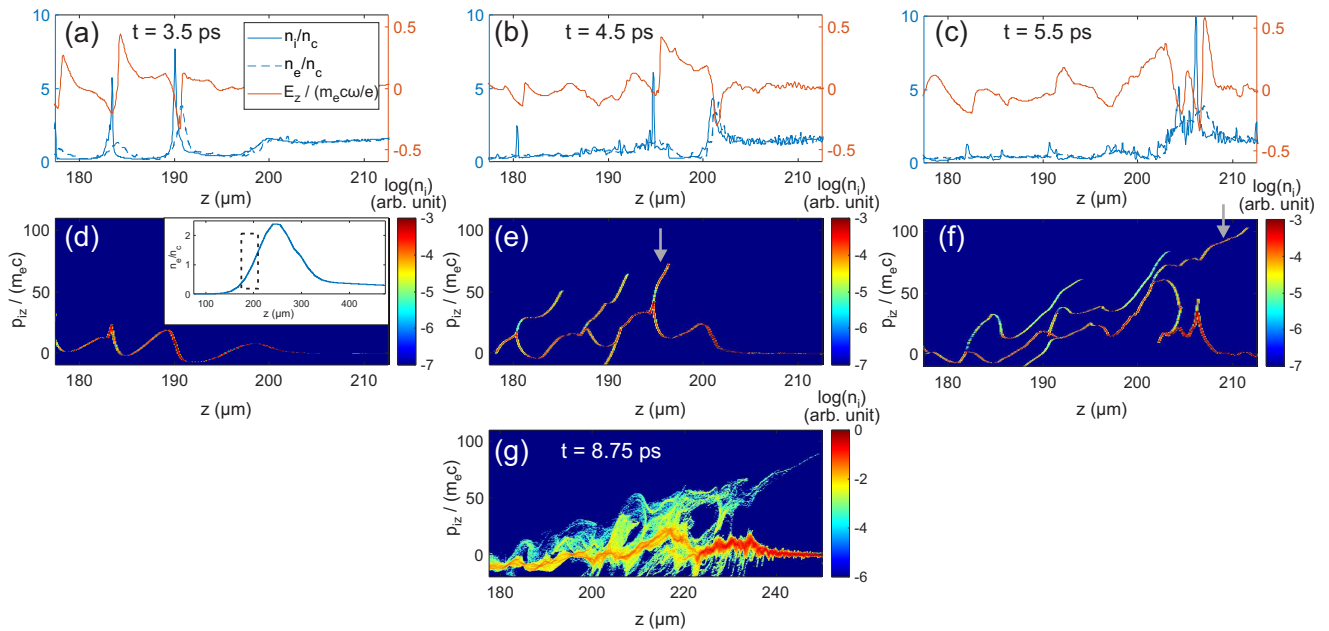 (a) t = 3.5 ps
n_i/n_c
n_e/n_c
E_z / (m_ecω/e)
10
5
0
0.5
0
-0.5
180 190 200 210
z (µm)
(b) t = 4.5 ps
10
5
0
0.5
0
-0.5
180 190 200 210
z (µm)
(c) t = 5.5 ps
10
5
0
0.5
0
-0.5
180 190 200 210
z (µm)
log(n_i)
(arb. unit)
(d)
p_iz / (m_ec)
100
50
0
180 190 200 210
z (µm)
-3
-4
-5
-6
-7
n_e/n_c
2
1
0
100 200 300 400
z (µm)
log(n_i)
(arb. unit)
(e)
100
50
0
180 190 200 210
z (µm)
-3
-4
-5
-6
-7
log(n_i)
(arb. unit)
(f)
p_iz / (m_ec)
100
50
0
180 190 200 210
z (µm)
-3
-4
-5
-6
-7
log(n_i)
(arb. unit)
(g) t = 8.75 ps
p_iz / (m_ec)
100
50
0
180 200 220 240
z (µm)
0
-2
-4
-6